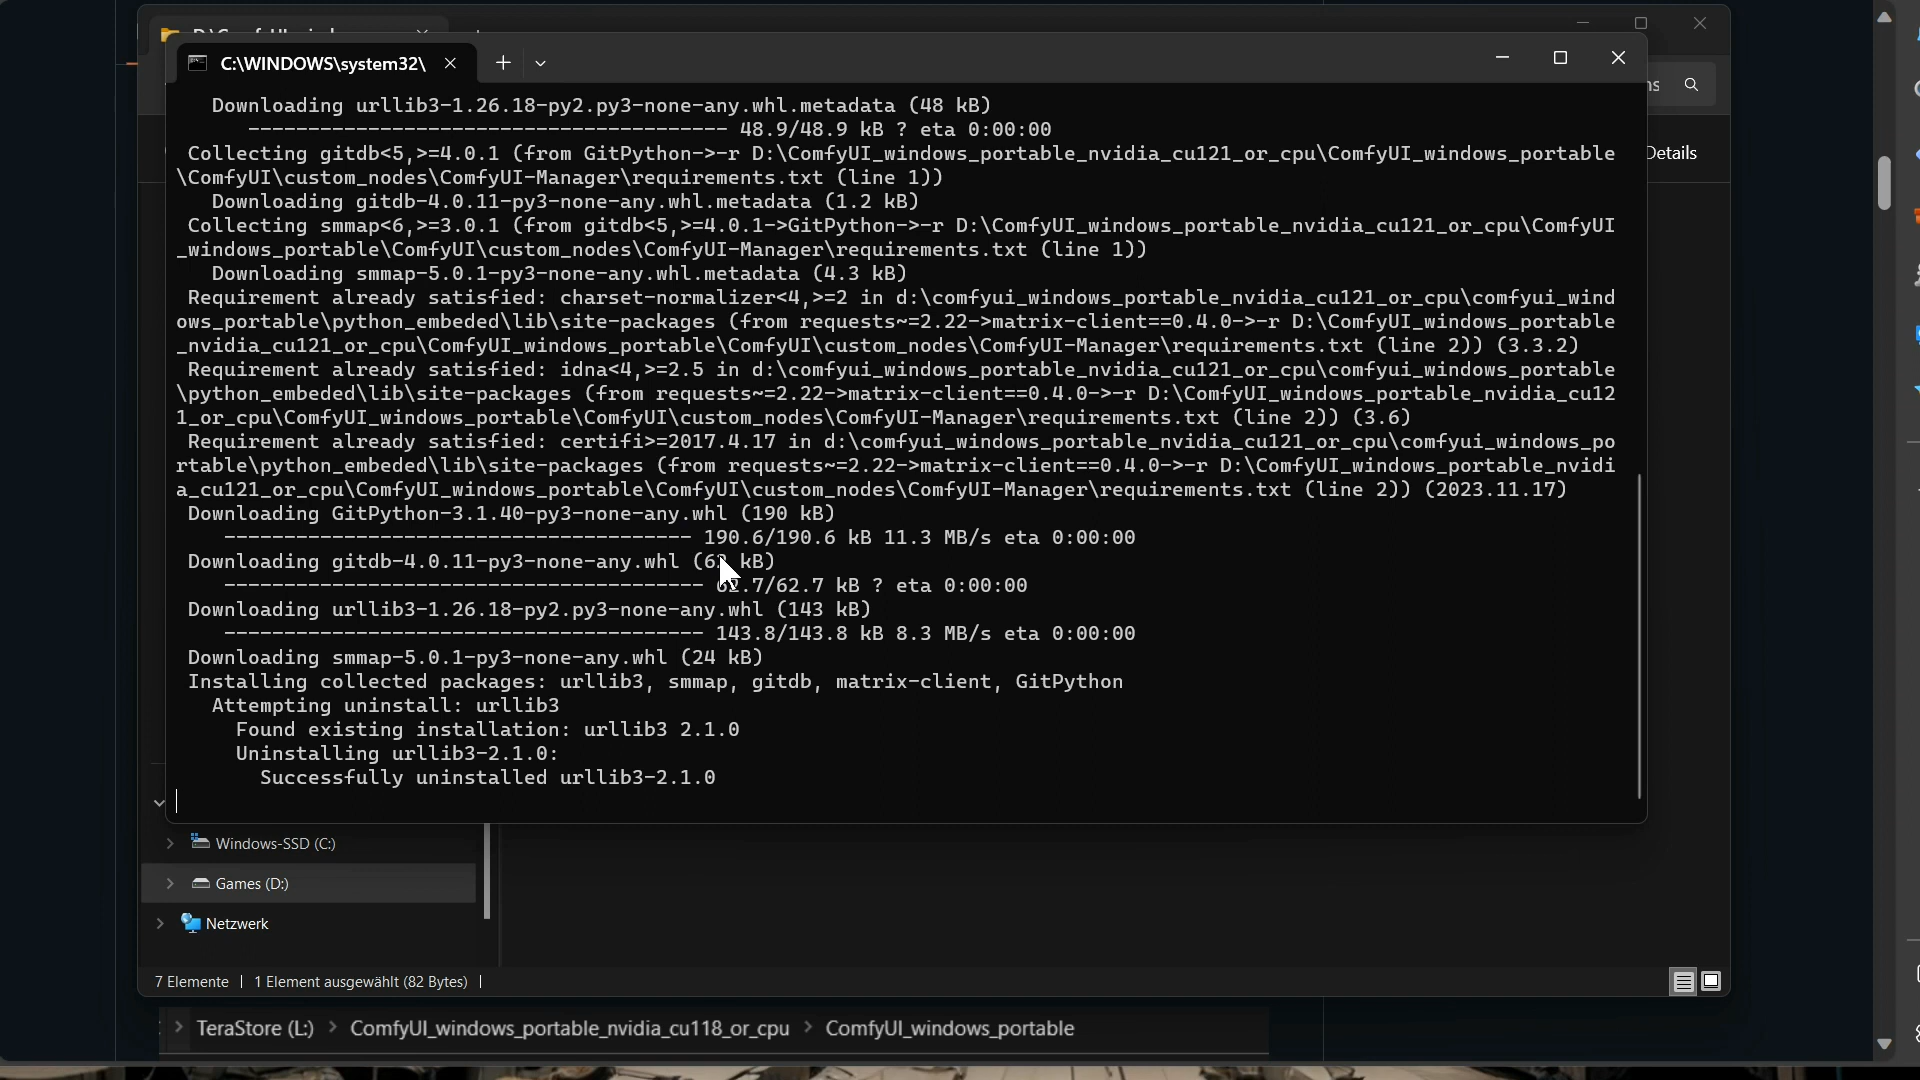 C:\WINDOWS\system32\
Downloading urllib3-1.26.18-py2.py3-none-any.whl.metadata (48 kB)
---------------------------------------- 48.9/48.9 kB ? eta 0:00:00
Collecting gitdb<5,>=4.0.1 (from GitPython->-r D:\ComfyUI_windows_portable_nvidia_cu121_or_cpu\ComfyUI_windows_portable
\ComfyUI\custom_nodes\ComfyUI-Manager\requirements.txt (line 1))
Downloading gitdb-4.0.11-py3-none-any.whl.metadata (1.2 kB)
Collecting smmap<6,>=3.0.1 (from gitdb<5,>=4.0.1->GitPython->-r D:\ComfyUI_windows_portable_nvidia_cu121_or_cpu\ComfyUI
_windows_portable\ComfyUI\custom_nodes\ComfyUI-Manager\requirements.txt (line 1))
Downloading smmap-5.0.1-py3-none-any.whl.metadata (4.3 kB)
Requirement already satisfied: charset-normalizer<4,>=2 in d:\comfyui_windows_portable_nvidia_cu121_or_cpu\comfyui_wind
ows_portable\python_embeded\lib\site-packages (from requests~=2.22->matrix-client==0.4.0->-r D:\ComfyUI_windows_portable
_nvidia_cu121_or_cpu\ComfyUI_windows_portable\ComfyUI\custom_nodes\ComfyUI-Manager\requirements.txt (line 2)) (3.3.2)
Requirement already satisfied: idna<4,>=2.5 in d:\comfyui_windows_portable_nvidia_cu121_or_cpu\comfyui_windows_portable
\python_embeded\lib\site-packages (from requests~=2.22->matrix-client==0.4.0->-r D:\ComfyUI_windows_portable_nvidia_cu12
1_or_cpu\ComfyUI_windows_portable\ComfyUI\custom_nodes\ComfyUI-Manager\requirements.txt (line 2)) (3.6)
Requirement already satisfied: certifi>=2017.4.17 in d:\comfyui_windows_portable_nvidia_cu121_or_cpu\comfyui_windows_po
rtable\python_embeded\lib\site-packages (from requests~=2.22->matrix-client==0.4.0->-r D:\ComfyUI_windows_portable_nvidi
a_cu121_or_cpu\ComfyUI_windows_portable\ComfyUI\custom_nodes\ComfyUI-Manager\requirements.txt (line 2)) (2023.11.17)
Downloading GitPython-3.1.40-py3-none-any.whl (190 kB)
--------------------------------------- 190.6/190.6 kB 11.3 MB/s eta 0:00:00
Downloading gitdb-4.0.11-py3-none-any.whl (62 kB)
---------------------------------------- 62.7/62.7 kB ? eta 0:00:00
Downloading urllib3-1.26.18-py2.py3-none-any.whl (143 kB)
---------------------------------------- 143.8/143.8 kB 8.3 MB/s eta 0:00:00
Downloading smmap-5.0.1-py3-none-any.whl (24 kB)
Installing collected packages: urllib3, smmap, gitdb, matrix-client, GitPython
Attempting uninstall: urllib3
Found existing installation: urllib3 2.1.0
Uninstalling urllib3-2.1.0:
Successfully uninstalled urllib3-2.1.0
Details
Windows-SSD (C:)
Games (D:)
Netzwerk
7 Elemente | 1 Element ausgewählt (82 Bytes) |
> TeraStore (L:) > ComfyUI_windows_portable_nvidia_cu118_or_cpu > ComfyUI_windows_portable